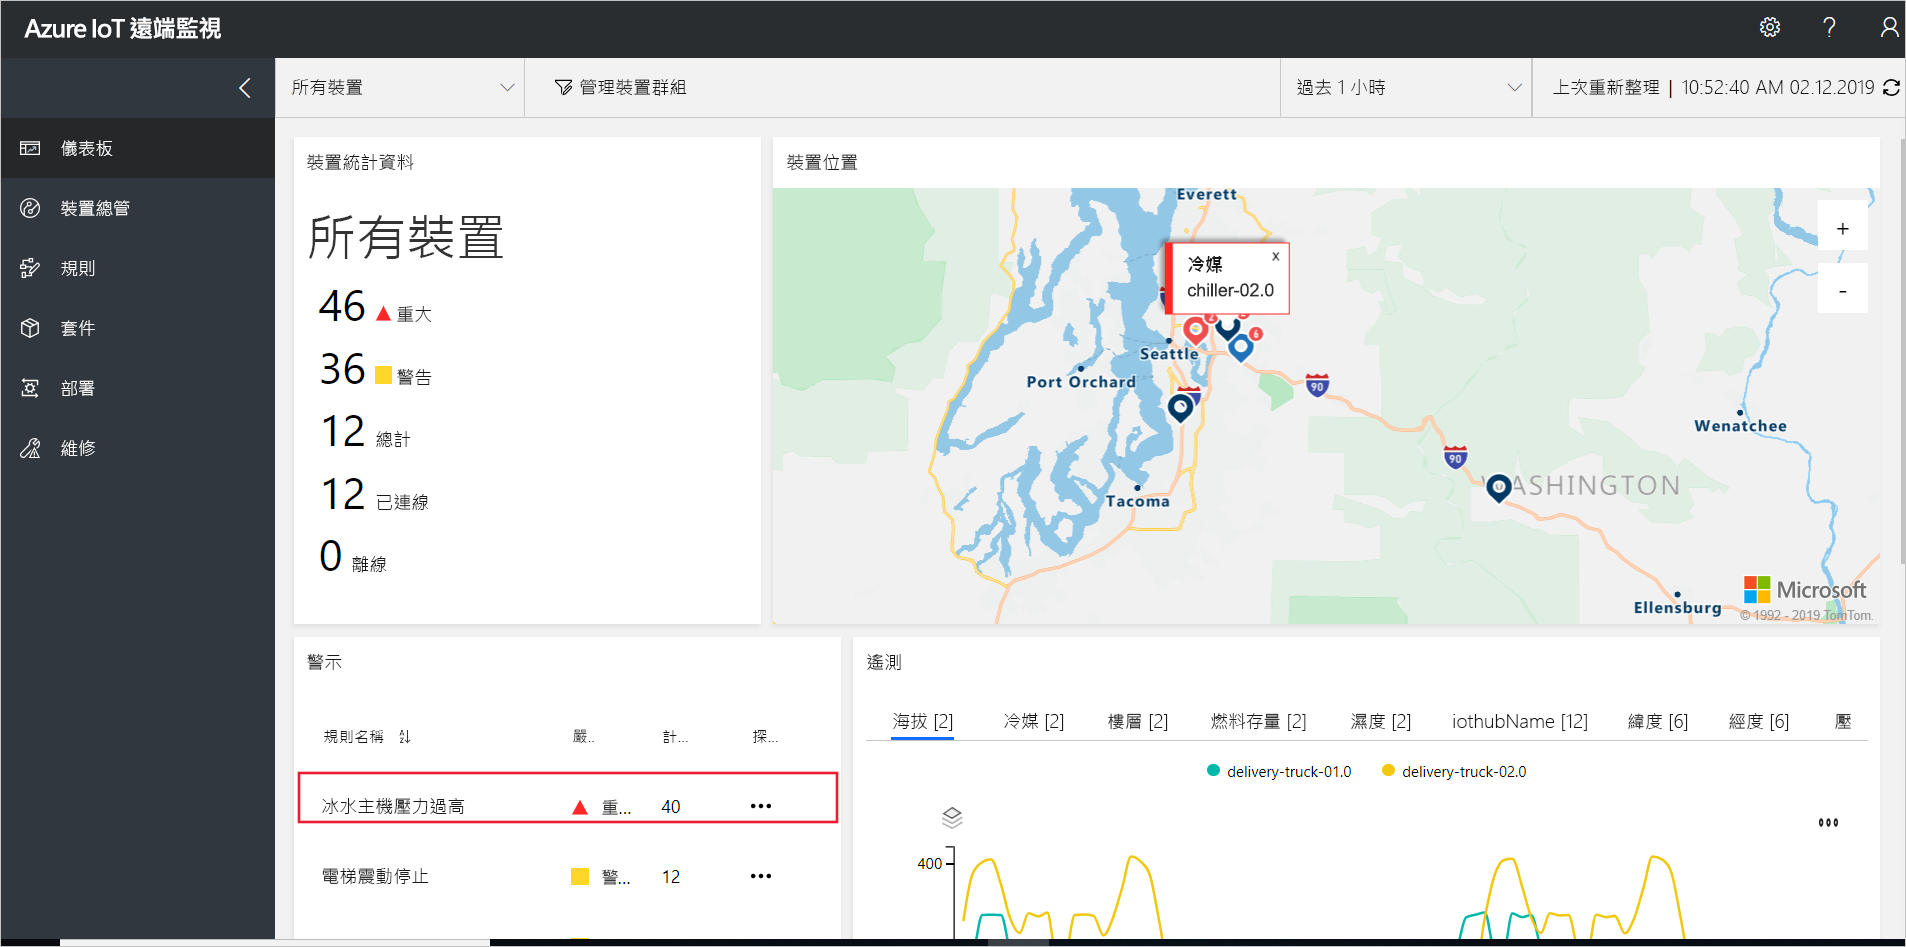 Azure IoT 遠端監視
所有裝置
管理裝置群組
過去 1 小時
上次重新整理 | 10:52:40 AM 02.12.2019
儀表板
裝置總管
規則
套件
部署
維修
裝置統計資料
所有裝置
46 重大
36 警告
12 總計
12 已連線
0 離線
裝置位置
Everett
冷媒 x
chiller-02.0
2
6
Seattle
Port Orchard
90
90
Wenatchee
WASHINGTON
Tacoma
Ellensburg
Microsoft
© 1992 - 2019 TomTom.
+
-
警示
規則名稱 嚴... 計... 探...
冰水主機壓力過高 重... 40 •••
電梯震動停止 警... 12 •••
遙測
海拔 [2] 冷媒 [2] 樓層 [2] 燃料存量 [2] 濕度 [2] iothubName [12] 緯度 [6] 經度 [6] 壓
delivery-truck-01.0 delivery-truck-02.0
400